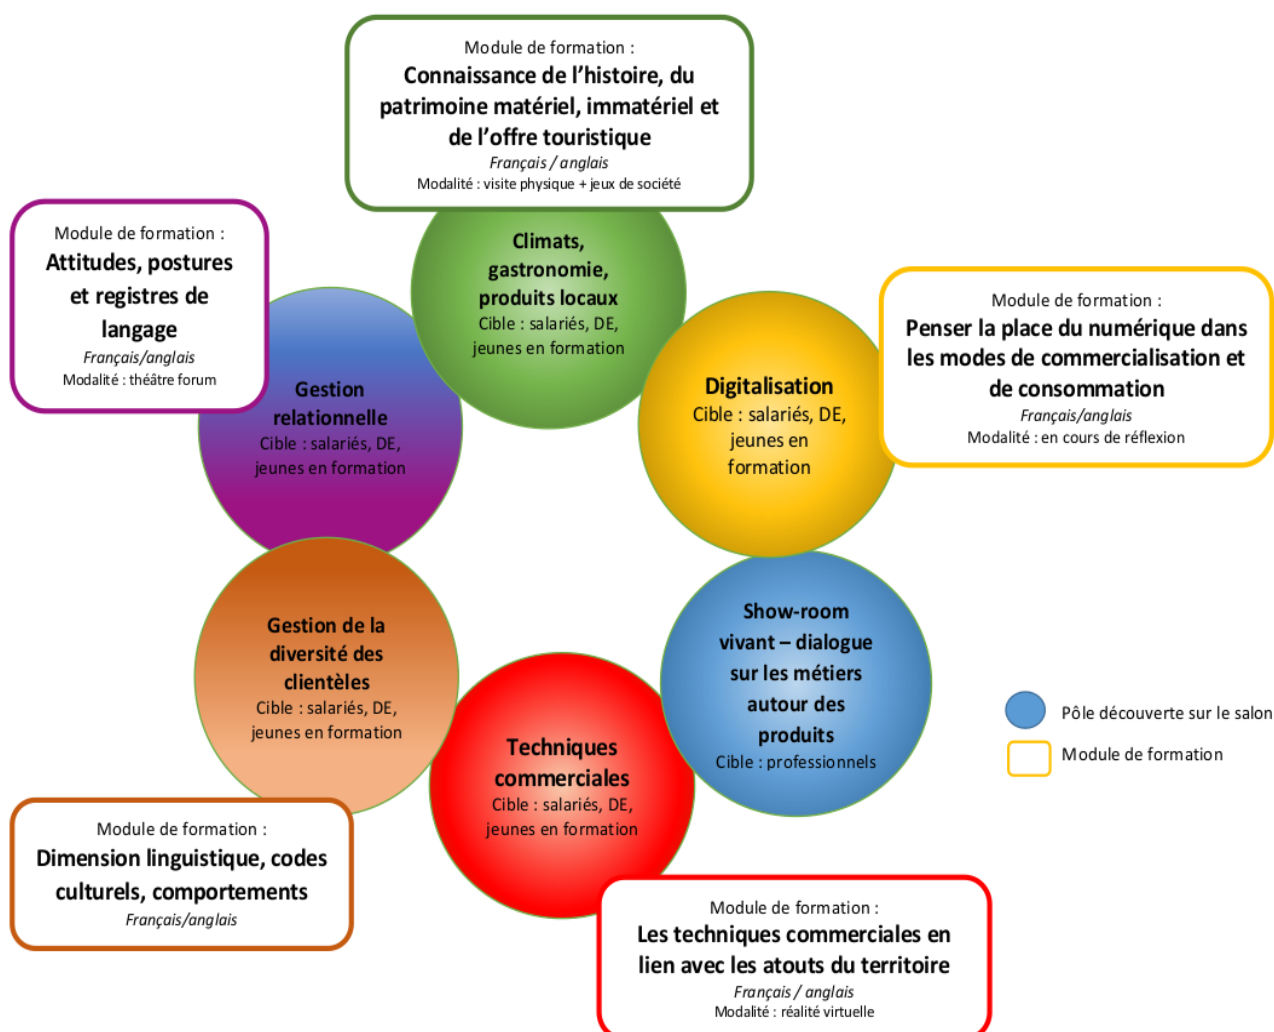 Module de formation :
Connaissance de l’histoire, du
patrimoine matériel, immatériel et
de l’offre touristique
Français / anglais
Modalité : visite physique + jeux de société
Module de formation :
Attitudes, postures
et registres de
langage
Français/anglais
Modalité : théâtre forum
Climats,
gastronomie,
produits locaux
Cible : salariés, DE,
jeunes en formation
Module de formation :
Penser la place du numérique dans
les modes de commercialisation et
de consommation
Français/anglais
Modalité : en cours de réflexion
Gestion
relationnelle
Cible : salariés, DE,
jeunes en formation
Digitalisation
Cible : salariés, DE,
jeunes en
formation
Gestion de la
diversité des
clientèles
Cible : salariés, DE,
jeunes en formation
Show-room
vivant – dialogue
sur les métiers
autour des
produits
Cible : professionnels
Techniques
commerciales
Cible : salariés, DE,
jeunes en formation
Pôle découverte sur le salon
Module de formation
Module de formation :
Dimension linguistique, codes
culturels, comportements
Français/anglais
Module de formation :
Les techniques commerciales en
lien avec les atouts du territoire
Français / anglais
Modalité : réalité virtuelle